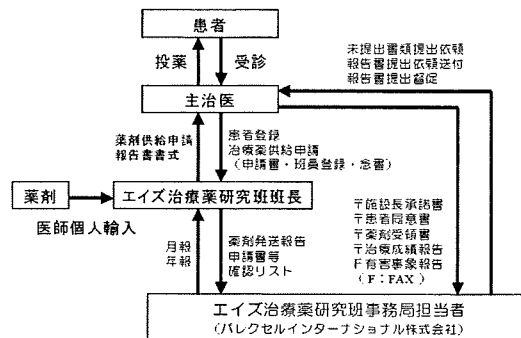 患者
投薬
受診
主治医
未提出書類提出依頼
報告書提出依頼送付
報告書提出督促
薬剤供給申請
報告書書式
患者登録
治療薬供給申請
（申請書・班員登録・念書）
薬剤
エイズ治療薬研究班班長
医師個人輸入
月報
年報
薬剤発送報告
申請書等
確認リスト
〒施設長承諾書
〒患者同意書
〒薬剤受領書
〒治療成績報告
F有害事象報告
（F：FAX）
エイズ治療薬研究班事務局担当者
（パレクセルインターナショナル株式会社）